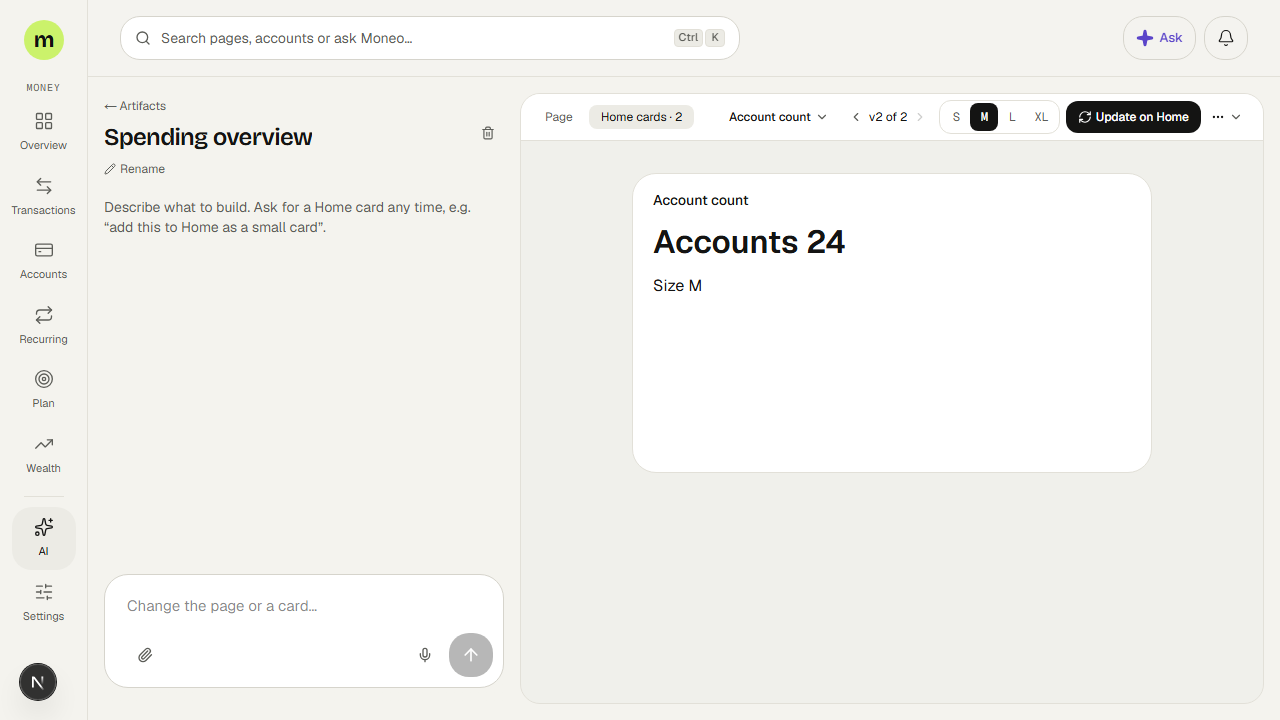 m
Search pages, accounts or ask Moneo...
Ctrl K
Ask
MONEY
Overview
Transactions
Accounts
Recurring
Plan
Wealth
AI
Settings
N
← Artifacts
Spending overview
Rename
Describe what to build. Ask for a Home card any time, e.g.
“add this to Home as a small card”.
Change the page or a card...
Page
Home cards · 2
Account count
v2 of 2
S M L XL
Update on Home
Account count
Accounts 24
Size M